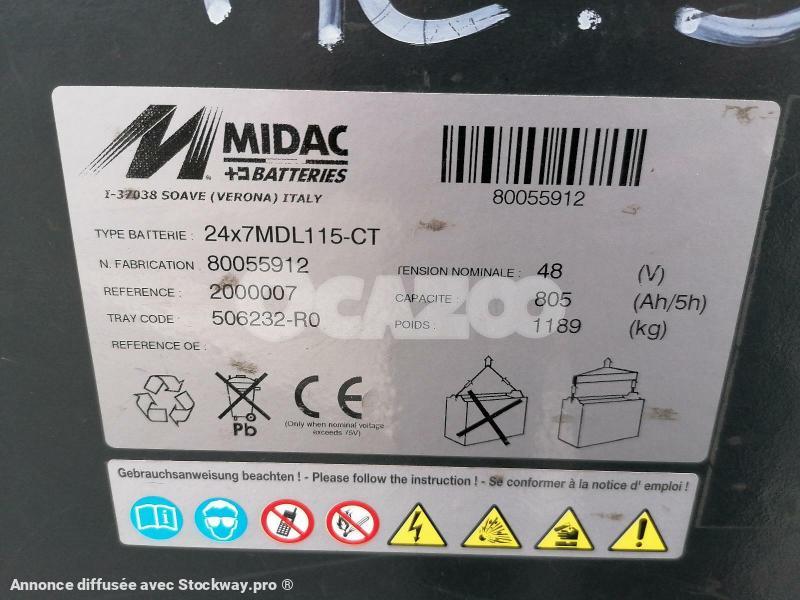 MIDAC
BATTERIES
I-37038 SOAVE (VERONA) ITALY
80055912
TYPE BATTERIE : 24x7MDL115-CT
N. FABRICATION : 80055912
REFERENCE : 2000007
TRAY CODE : 506232-R0
REFERENCE OE :
TENSION NOMINALE : 48 (V)
CAPACITE : 805 (Ah/5h)
POIDS : 1189 (kg)
OCAZOO
Pb
CE
(Only when nominal voltage
exceeds 75V)
Gebrauchsanweisung beachten ! - Please follow the instruction ! - Se conformer à la notice d' emploi !
Annonce diffusée avec Stockway.pro ®